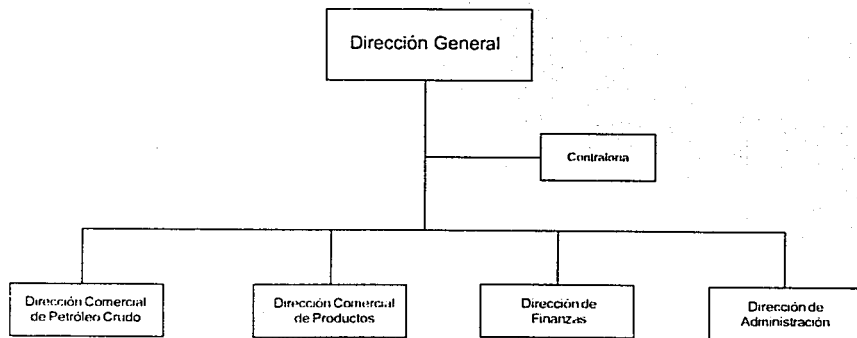 Dirección General
Contraloria
Dirección Comercial
de Petróleo Crudo
Dirección Comercial
de Productos
Dirección de
Finanzas
Dirección de
Administración